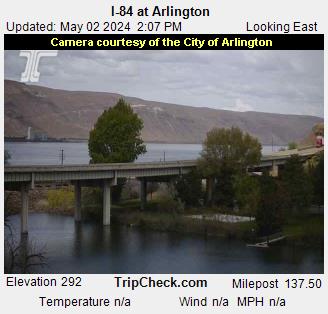 I-84 at Arlington
Updated: May 02 2024 2:07 PM Looking East
Camera courtesy of the City of Arlington
Elevation 292 TripCheck.com Milepost 137.50
Temperature n/a Wind n/a MPH n/a